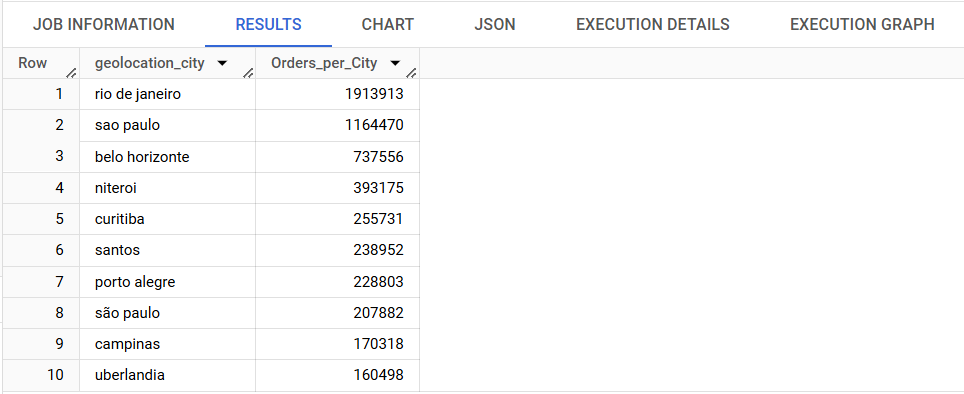 JOB INFORMATION RESULTS CHART JSON EXECUTION DETAILS EXECUTION GRAPH
Row geolocation_city Orders_per_City
1 rio de janeiro 1913913
2 sao paulo 1164470
3 belo horizonte 737556
4 niteroi 393175
5 curitiba 255731
6 santos 238952
7 porto alegre 228803
8 são paulo 207882
9 campinas 170318
10 uberlandia 160498